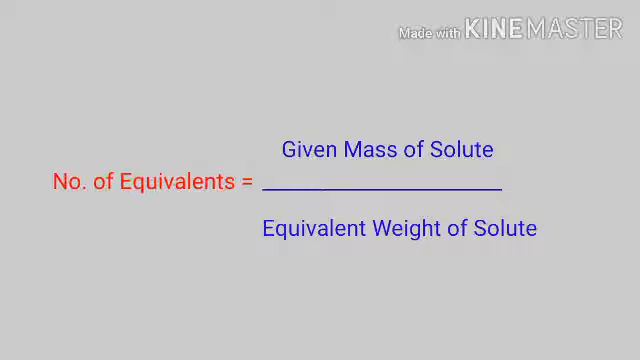 Made with KINEMASTER
Given Mass of Solute
No. of Equivalents =
Equivalent Weight of Solute